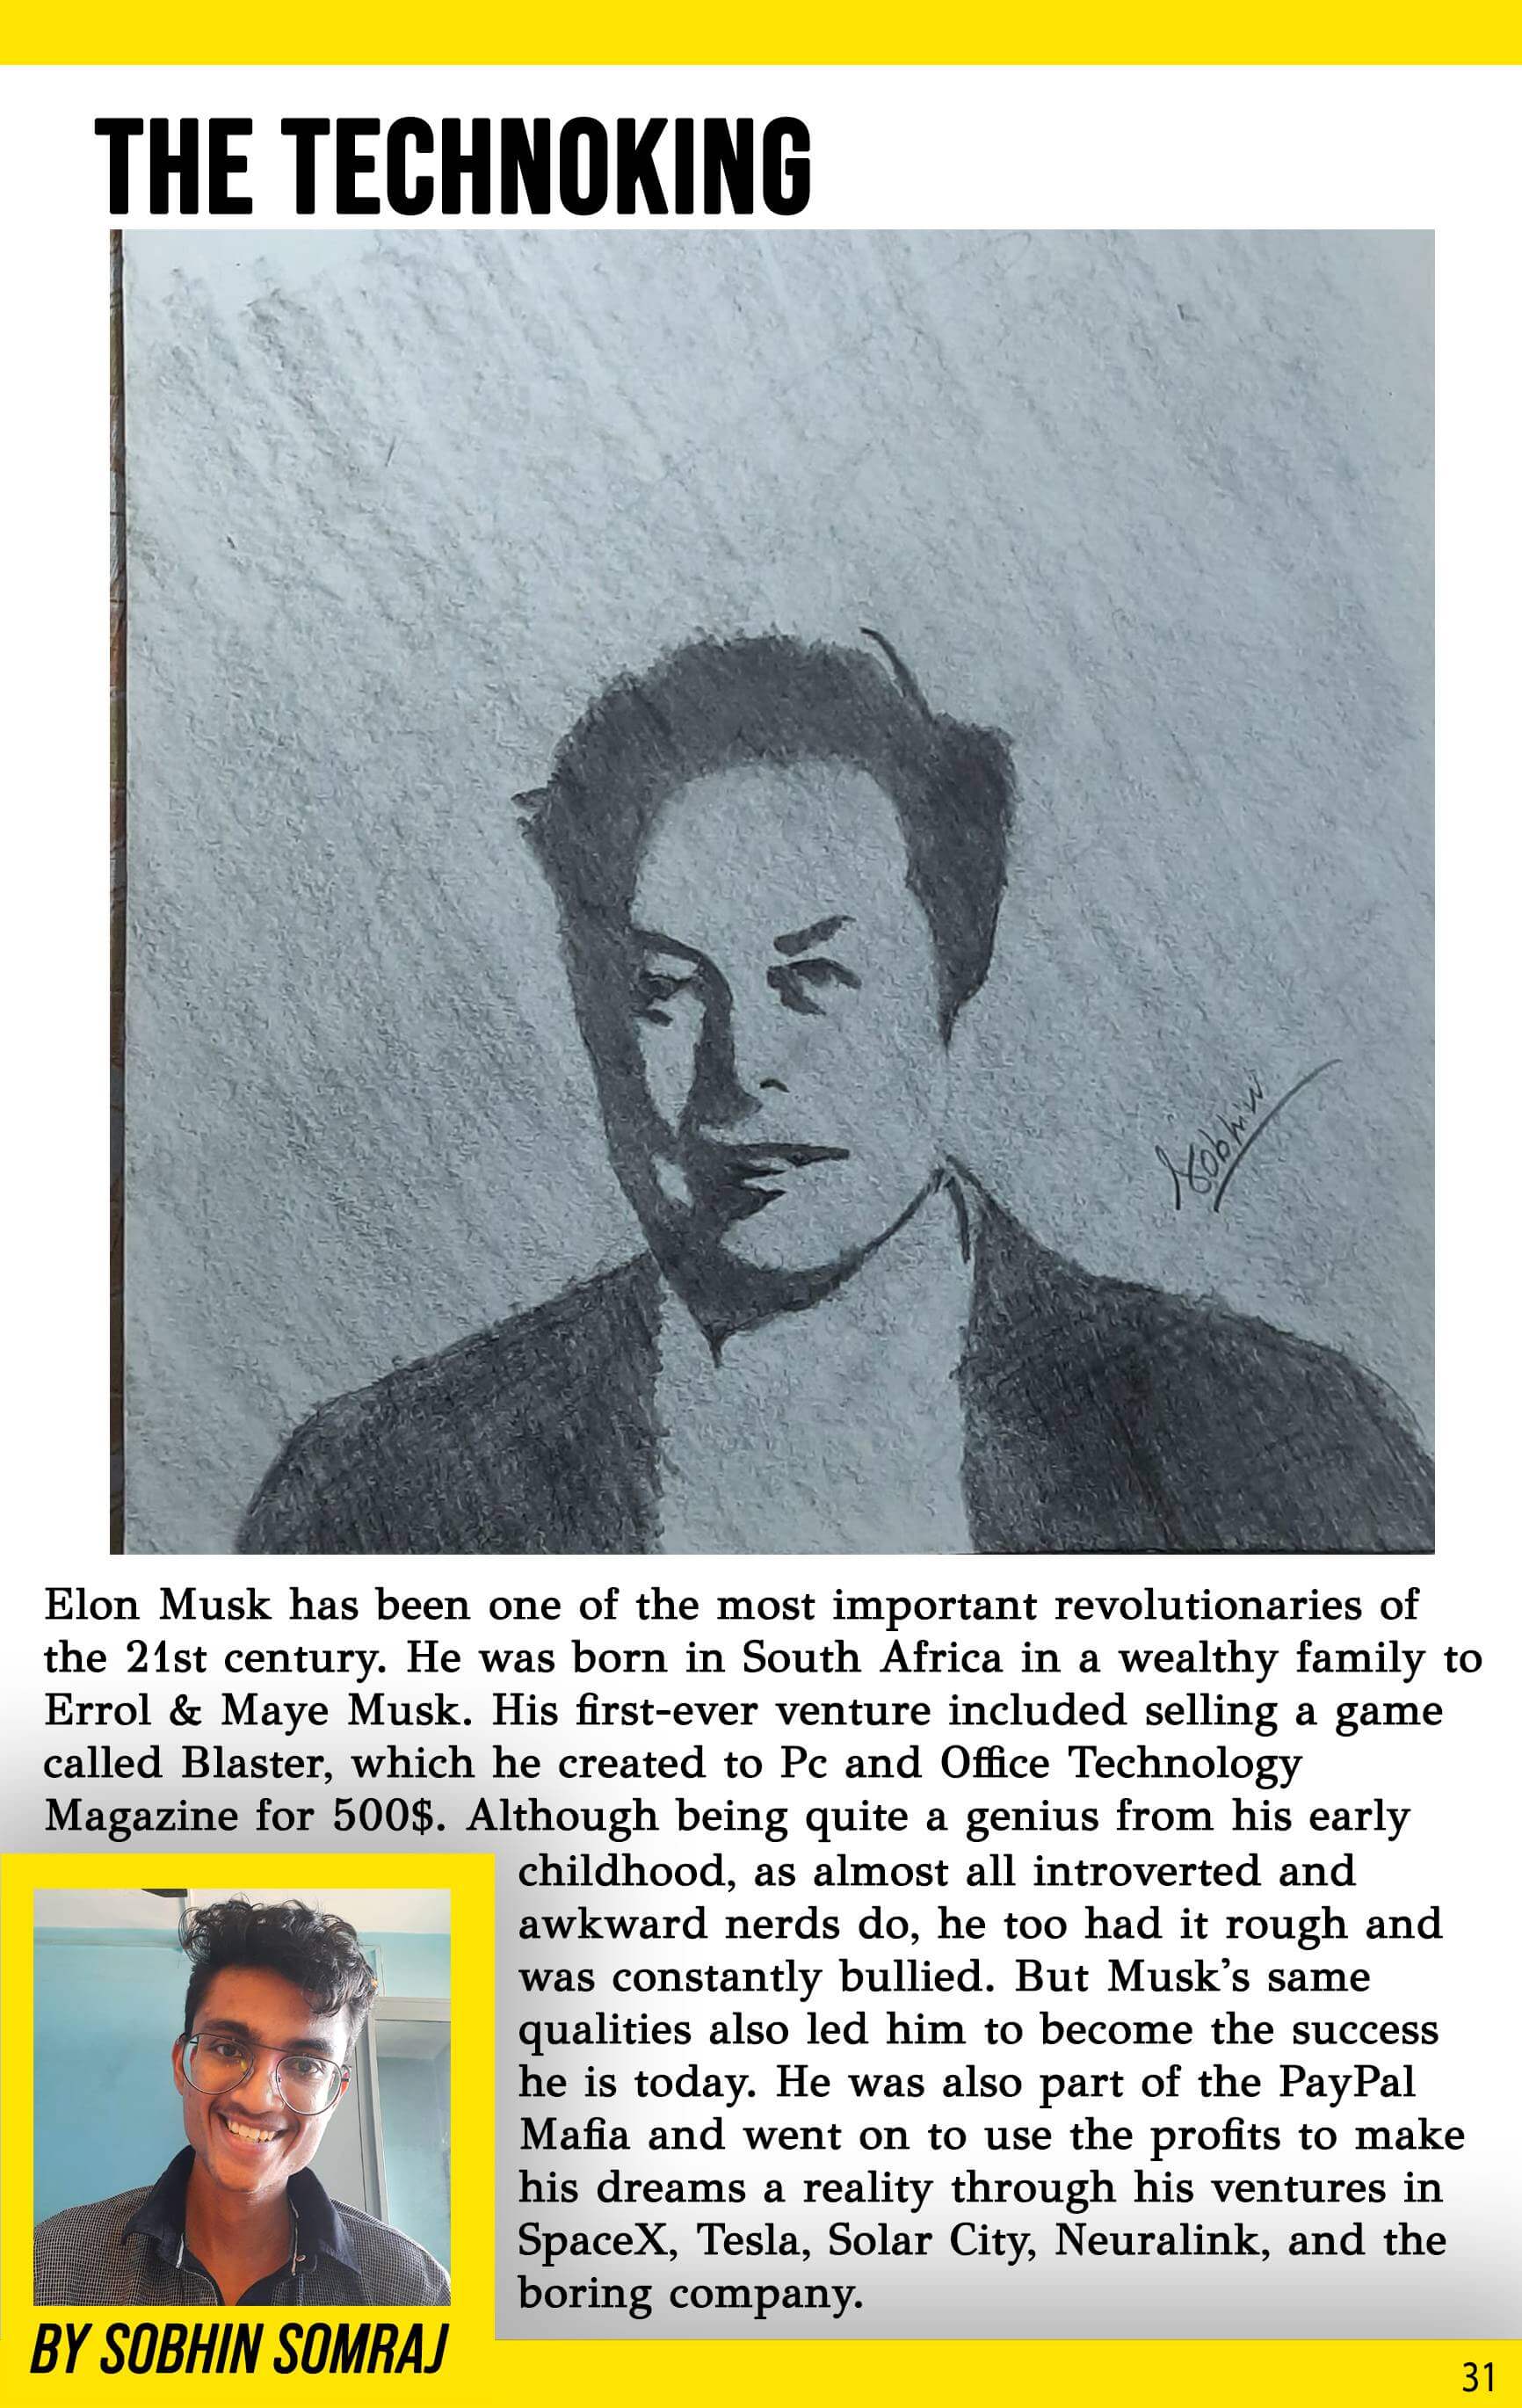 THE TECHNOKING
Sobhin
Elon Musk has been one of the most important revolutionaries of
the 21st century. He was born in South Africa in a wealthy family to
Errol & Maye Musk. His first-ever venture included selling a game
called Blaster, which he created to Pc and Office Technology
Magazine for 500$. Although being quite a genius from his early
childhood, as almost all introverted and
awkward nerds do, he too had it rough and
was constantly bullied. But Musk’s same
qualities also led him to become the success
he is today. He was also part of the PayPal
Mafia and went on to use the profits to make
his dreams a reality through his ventures in
SpaceX, Tesla, Solar City, Neuralink, and the
boring company.
BY SOBHIN SOMRAJ
31